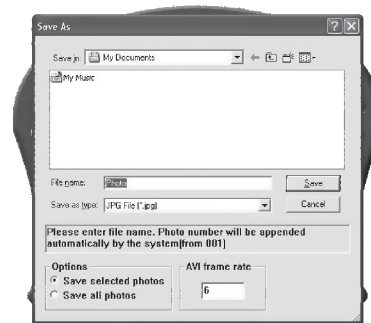 Save As
Save in: My Documents
My Music
File name: Photo Save
Save as type: JPG File (*.jpg) Cancel
Please enter file name. Photo number will be appended
automatically by the system(from 001)
Options AVI frame rate
Save selected photos 6
Save all photos